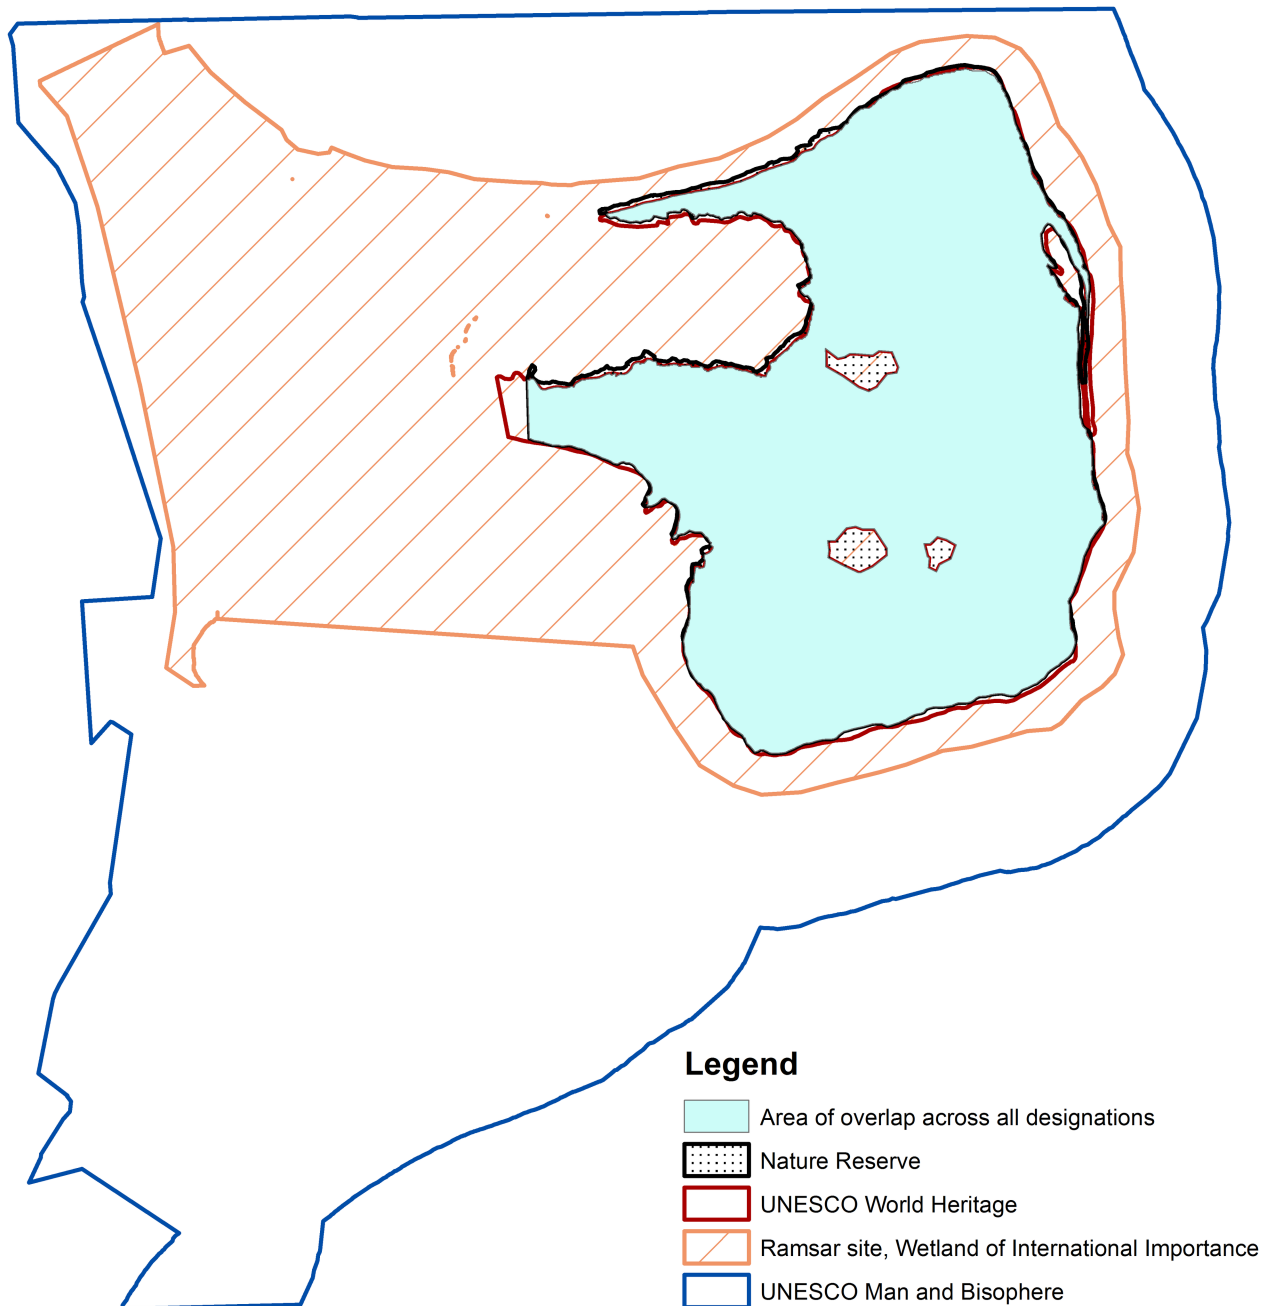 Legend
Area of overlap across all designations
Nature Reserve
UNESCO World Heritage
Ramsar site, Wetland of International Importance
UNESCO Man and Bisophere